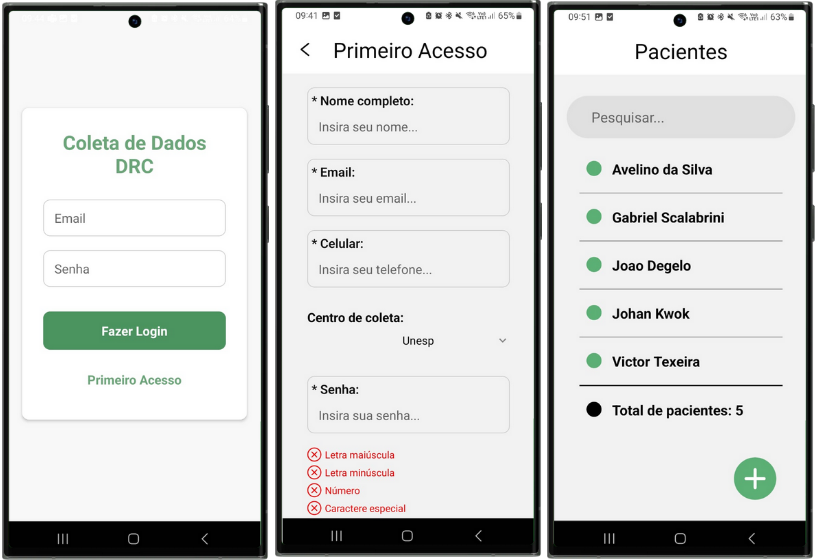 Coleta de Dados
DRC
Email
Senha
Fazer Login
Primeiro Acesso
09:41
65%
Primeiro Acesso
* Nome completo:
Insira seu nome...
* Email:
Insira seu email...
* Celular:
Insira seu telefone...
Centro de coleta:
Unesp
* Senha:
Insira sua senha...
Letra maiúscula
Letra minúscula
Número
Caractere especial
09:51
63%
Pacientes
Pesquisar...
Avelino da Silva
Gabriel Scalabrini
Joao Degelo
Johan Kwok
Victor Texeira
Total de pacientes: 5